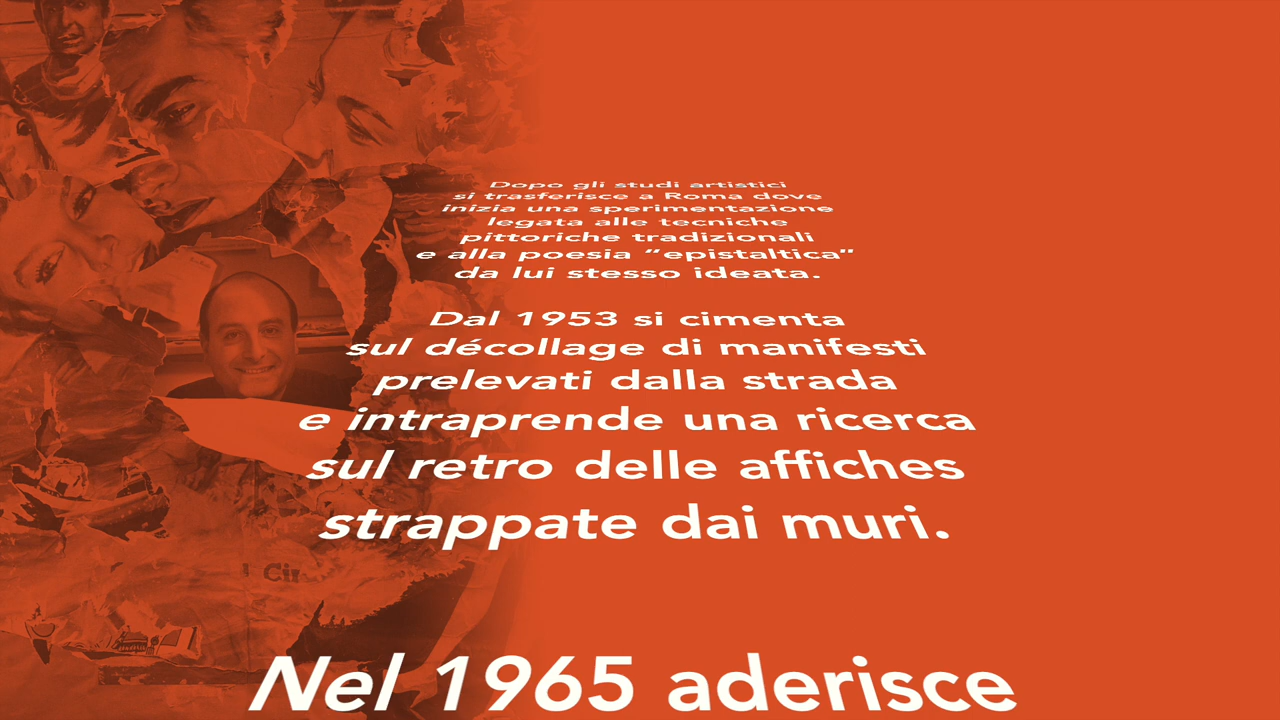 Dopo gli studi artistici
si trasferisce a Roma dove
inizia una sperimentazione
legata alle tecniche
pittoriche tradizionali
e alla poesia “epistaltica”
da lui stesso ideata.
Dal 1953 si cimenta
sul décollage di manifesti
prelevati dalla strada
e intraprende una ricerca
sul retro delle affiches
strappate dai muri.
Nel 1965 aderisce